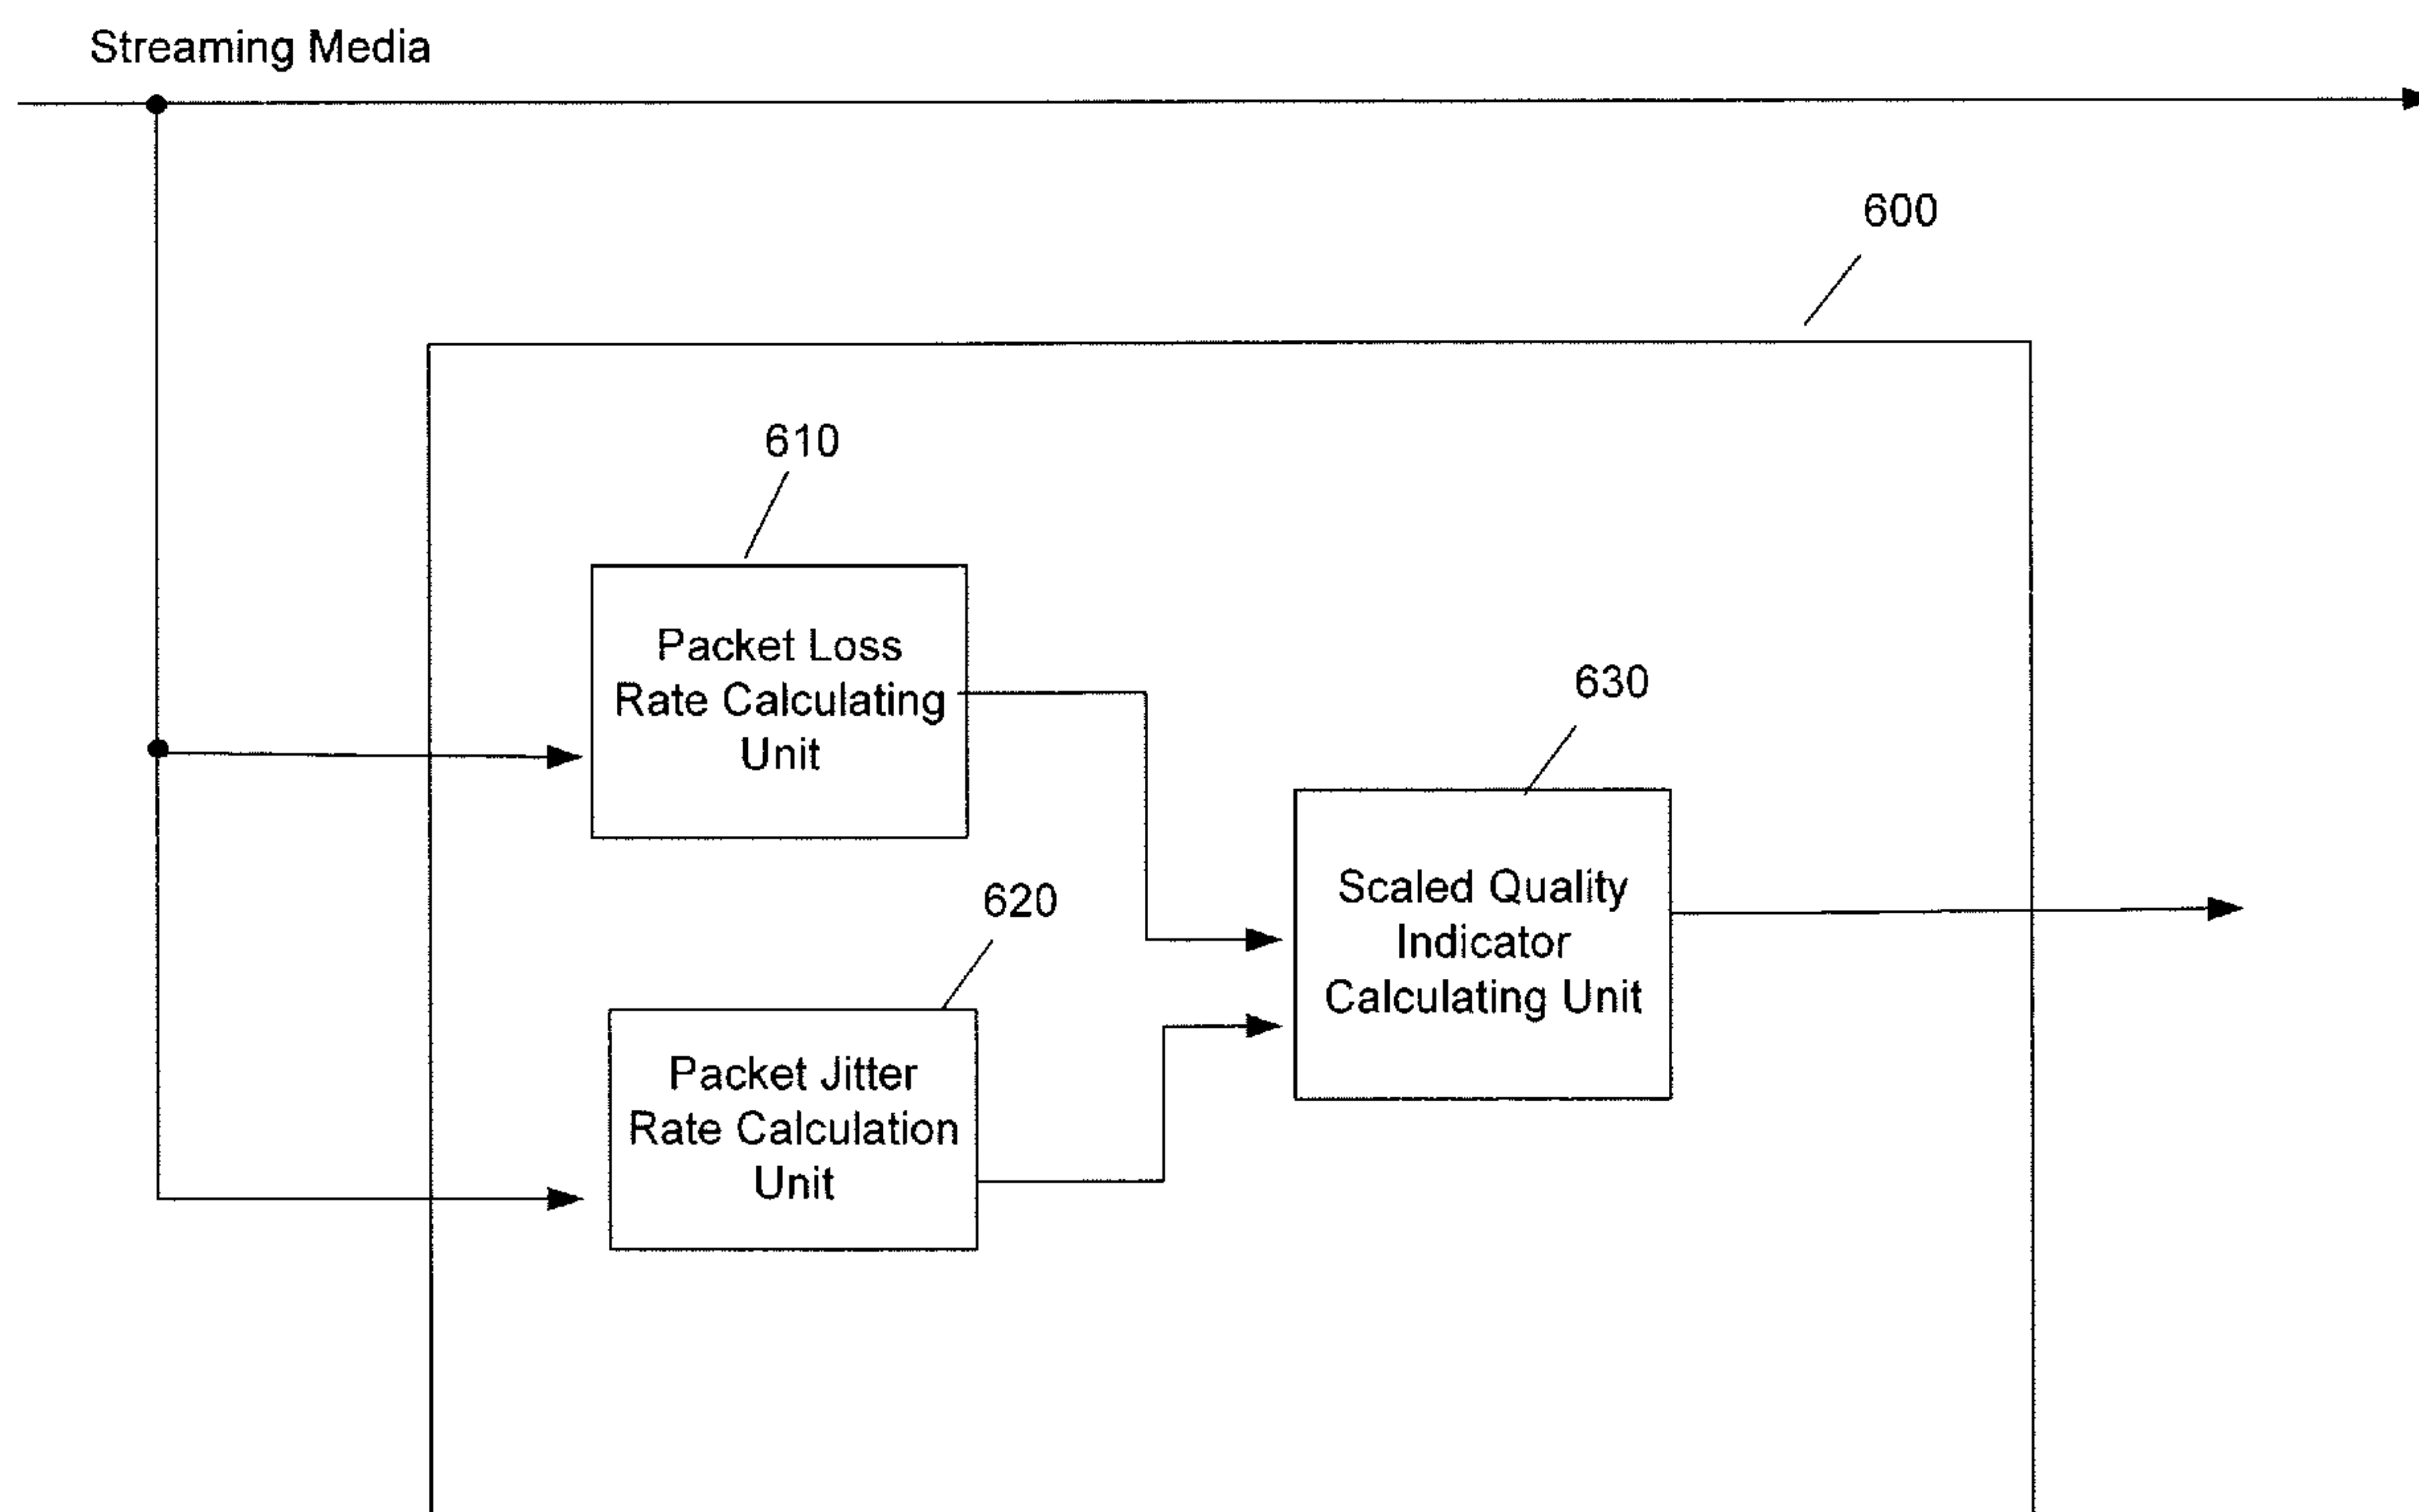 Streaming Media
600
610
Packet Loss
Rate Calculating
Unit
630
Scaled Quality
Indicator
Calculating Unit
620
Packet Jitter
Rate Calculation
Unit